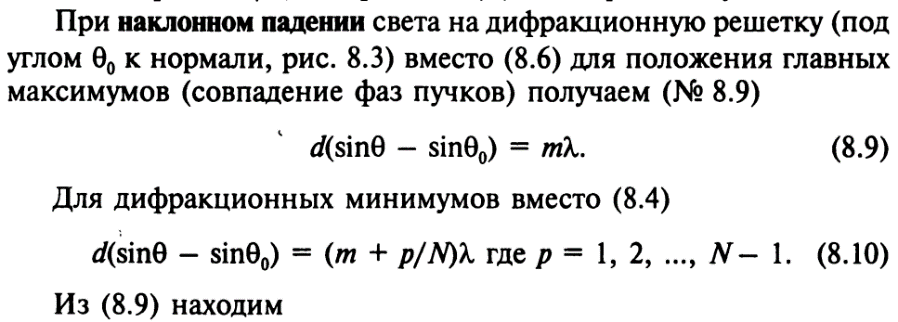 При наклонном падении света на дифракционную решетку (под
углом θ₀ к нормали, рис. 8.3) вместо (8.6) для положения главных
максимумов (совпадение фаз пучков) получаем (№ 8.9)
d(sinθ − sinθ₀) = mλ. (8.9)
Для дифракционных минимумов вместо (8.4)
d(sinθ − sinθ₀) = (m + p/N)λ где p = 1, 2, ..., N − 1. (8.10)
Из (8.9) находим